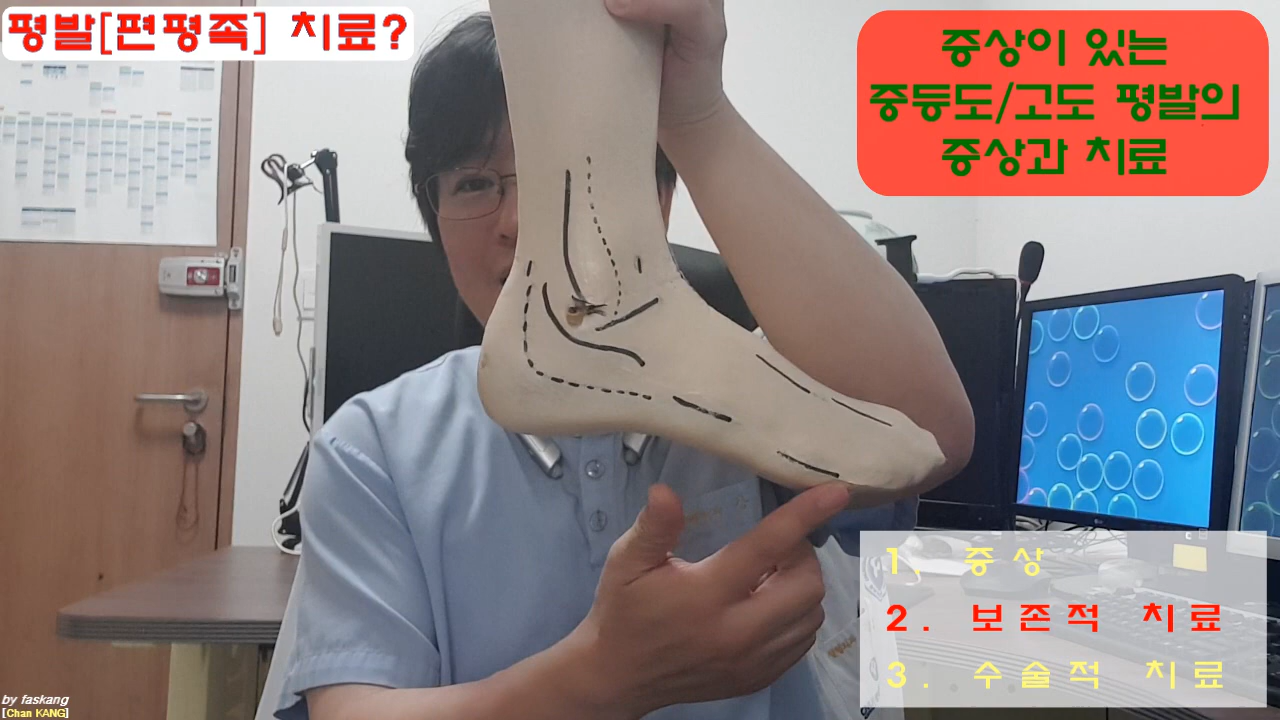 평발[편평족] 치료?
증상이 있는
중등도/고도 평발의
증상과 치료
1. 증상
2. 보존적 치료
3. 수술적 치료
by faskang
[Chan KANG]